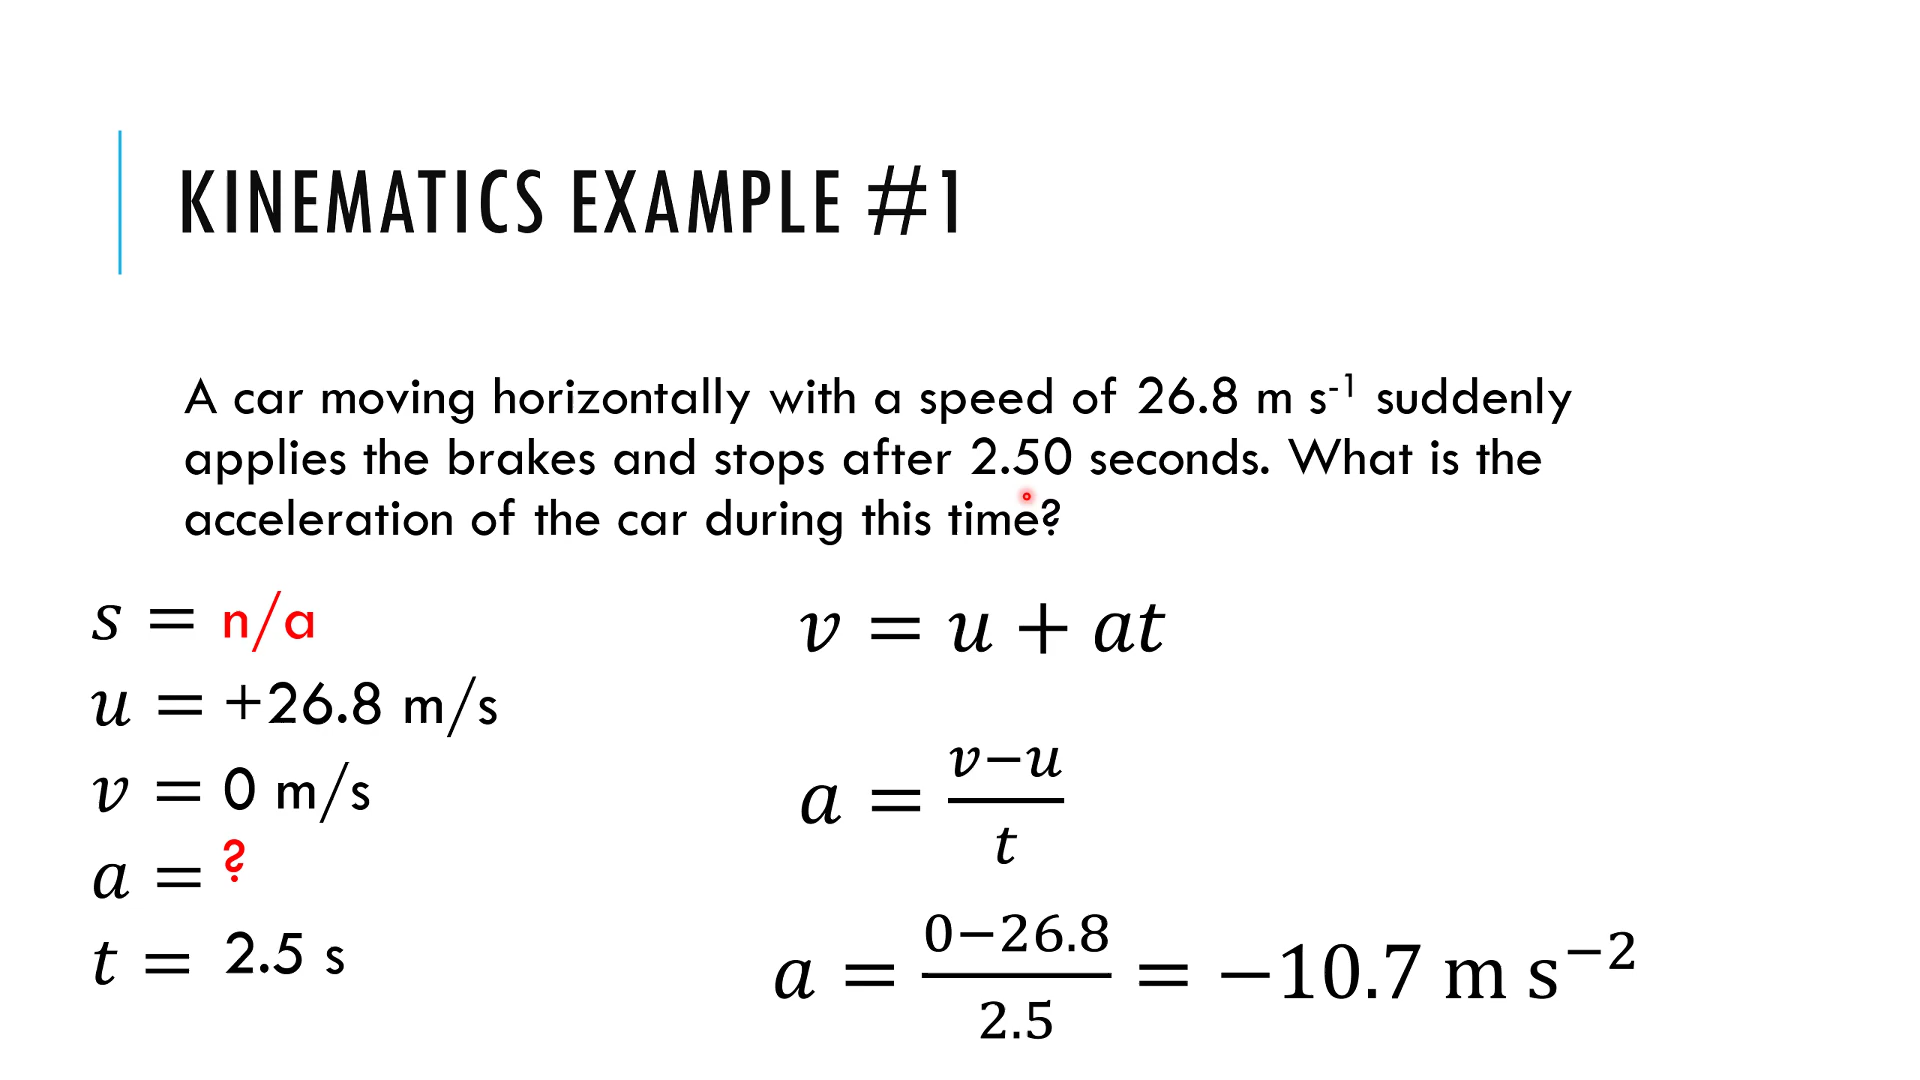 KINEMATICS EXAMPLE #1
A car moving horizontally with a speed of 26.8 m s⁻¹ suddenly
applies the brakes and stops after 2.50 seconds. What is the
acceleration of the car during this time?
s = n/a
u = +26.8 m/s
v = 0 m/s
a = ?
t = 2.5 s
v = u + at
a = (v−u)/t
a = (0−26.8)/2.5 = −10.7 m s⁻²